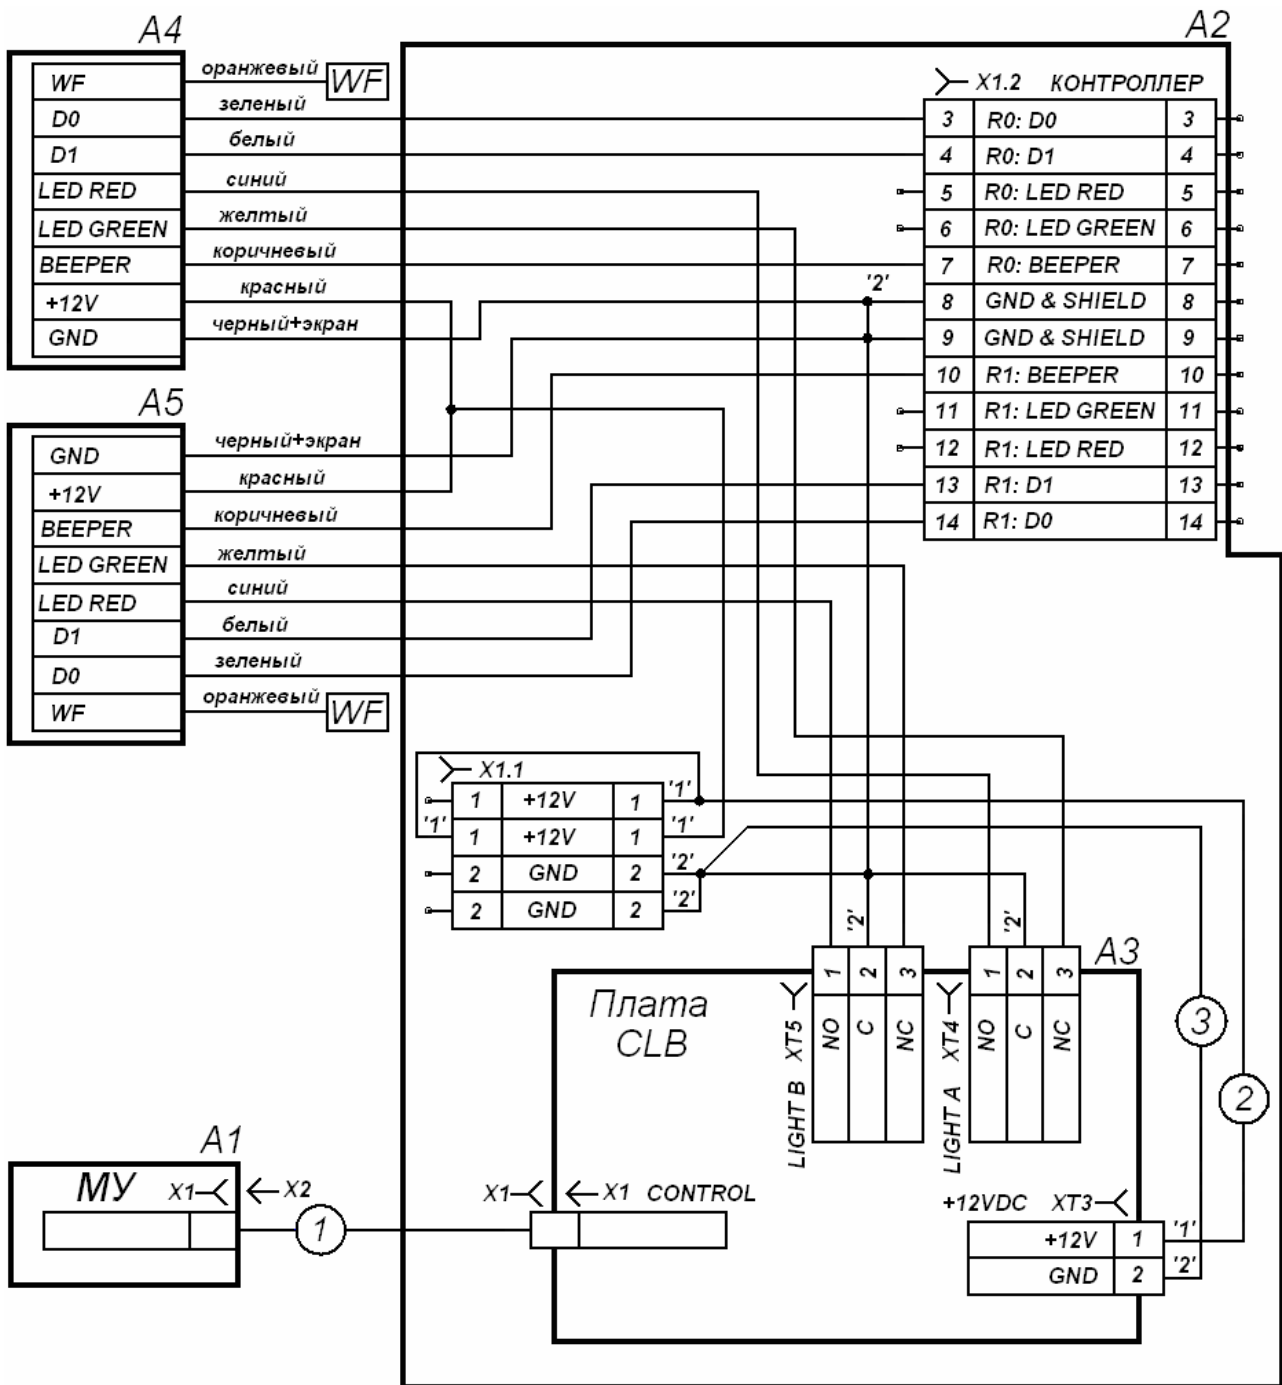 A4
WF
D0
D1
LED RED
LED GREEN
BEEPER
+12V
GND
оранжевый
WF
зеленый
белый
синий
желтый
коричневый
красный
черный+экран
A2
X1.2 КОНТРОЛЛЕР
3 R0: D0 3
4 R0: D1 4
5 R0: LED RED 5
6 R0: LED GREEN 6
7 R0: BEEPER 7
'2'
8 GND & SHIELD 8
9 GND & SHIELD 9
10 R1: BEEPER 10
11 R1: LED GREEN 11
12 R1: LED RED 12
13 R1: D1 13
14 R1: D0 14
A5
GND
+12V
BEEPER
LED GREEN
LED RED
D1
D0
WF
черный+экран
красный
коричневый
желтый
синий
белый
зеленый
оранжевый
WF
X1.1
1 +12V 1 '1'
'1' 1 +12V 1 '1'
2 GND 2 '2'
2 GND 2 '2'
'2'
'2'
A3
Плата
CLB
LIGHT B XT5
1 2 3
NO C NC
LIGHT A XT4
1 2 3
NO C NC
3
2
A1
МУ X1
X2
1
X1
X1 CONTROL
+12VDC XT3
+12V 1 '1'
GND 2 '2'